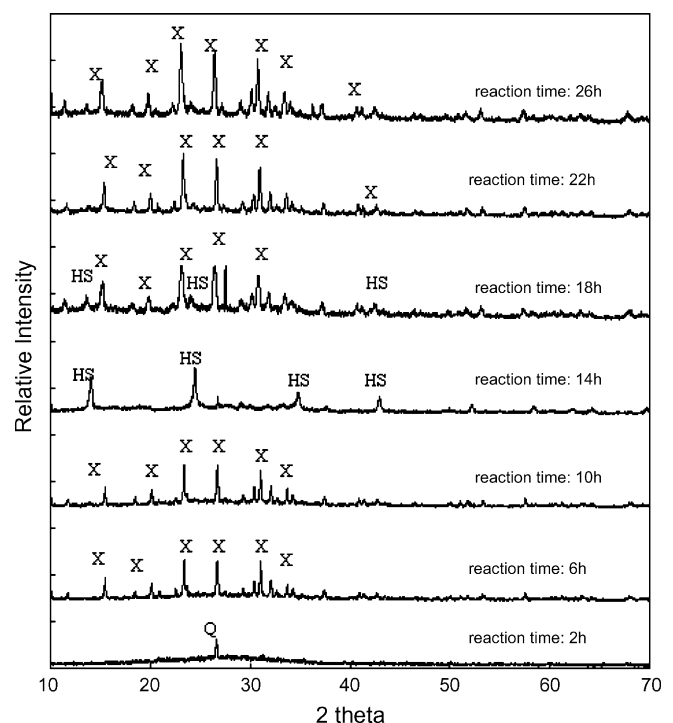 X X X X X X X
reaction time: 26h
X X X X X X
reaction time: 22h
HS X X X HS X X HS
reaction time: 18h
HS HS HS HS
reaction time: 14h
X X X X X X
reaction time: 10h
X X X X X X
reaction time: 6h
Q
reaction time: 2h
Relative Intensity
10 20 30 40 50 60 70
2 theta